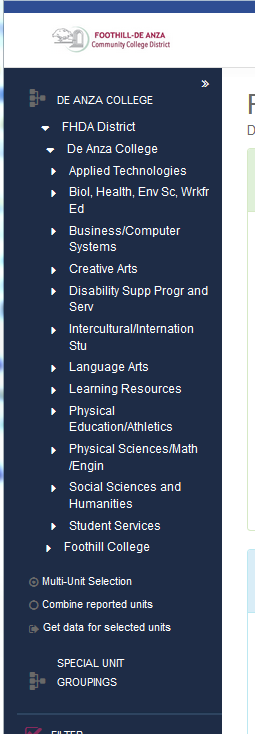 FOOTHILL-DE ANZA
Community College District
»
DE ANZA COLLEGE
FHDA District
De Anza College
Applied Technologies
Biol, Health, Env Sc, Wrkfr
Ed
Business/Computer
Systems
Creative Arts
Disability Supp Progr and
Serv
Intercultural/Internation
Stu
Language Arts
Learning Resources
Physical
Education/Athletics
Physical Sciences/Math
/Engin
Social Sciences and
Humanities
Student Services
Foothill College
Multi-Unit Selection
Combine reported units
Get data for selected units
SPECIAL UNIT
GROUPINGS
FILTER